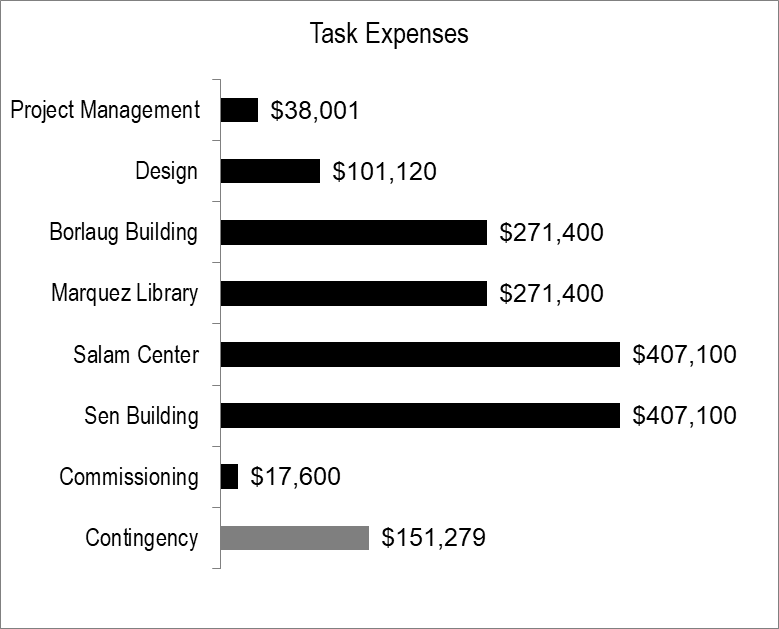 Task Expenses
Project Management $38,001
Design $101,120
Borlaug Building $271,400
Marquez Library $271,400
Salam Center $407,100
Sen Building $407,100
Commissioning $17,600
Contingency $151,279